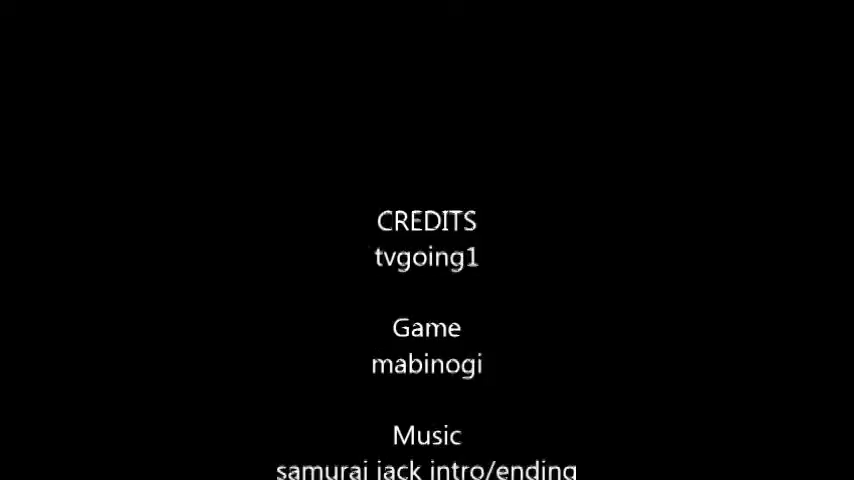 CREDITS
tvgoing1
Game
mabinogi
Music
samurai jack intro/ending